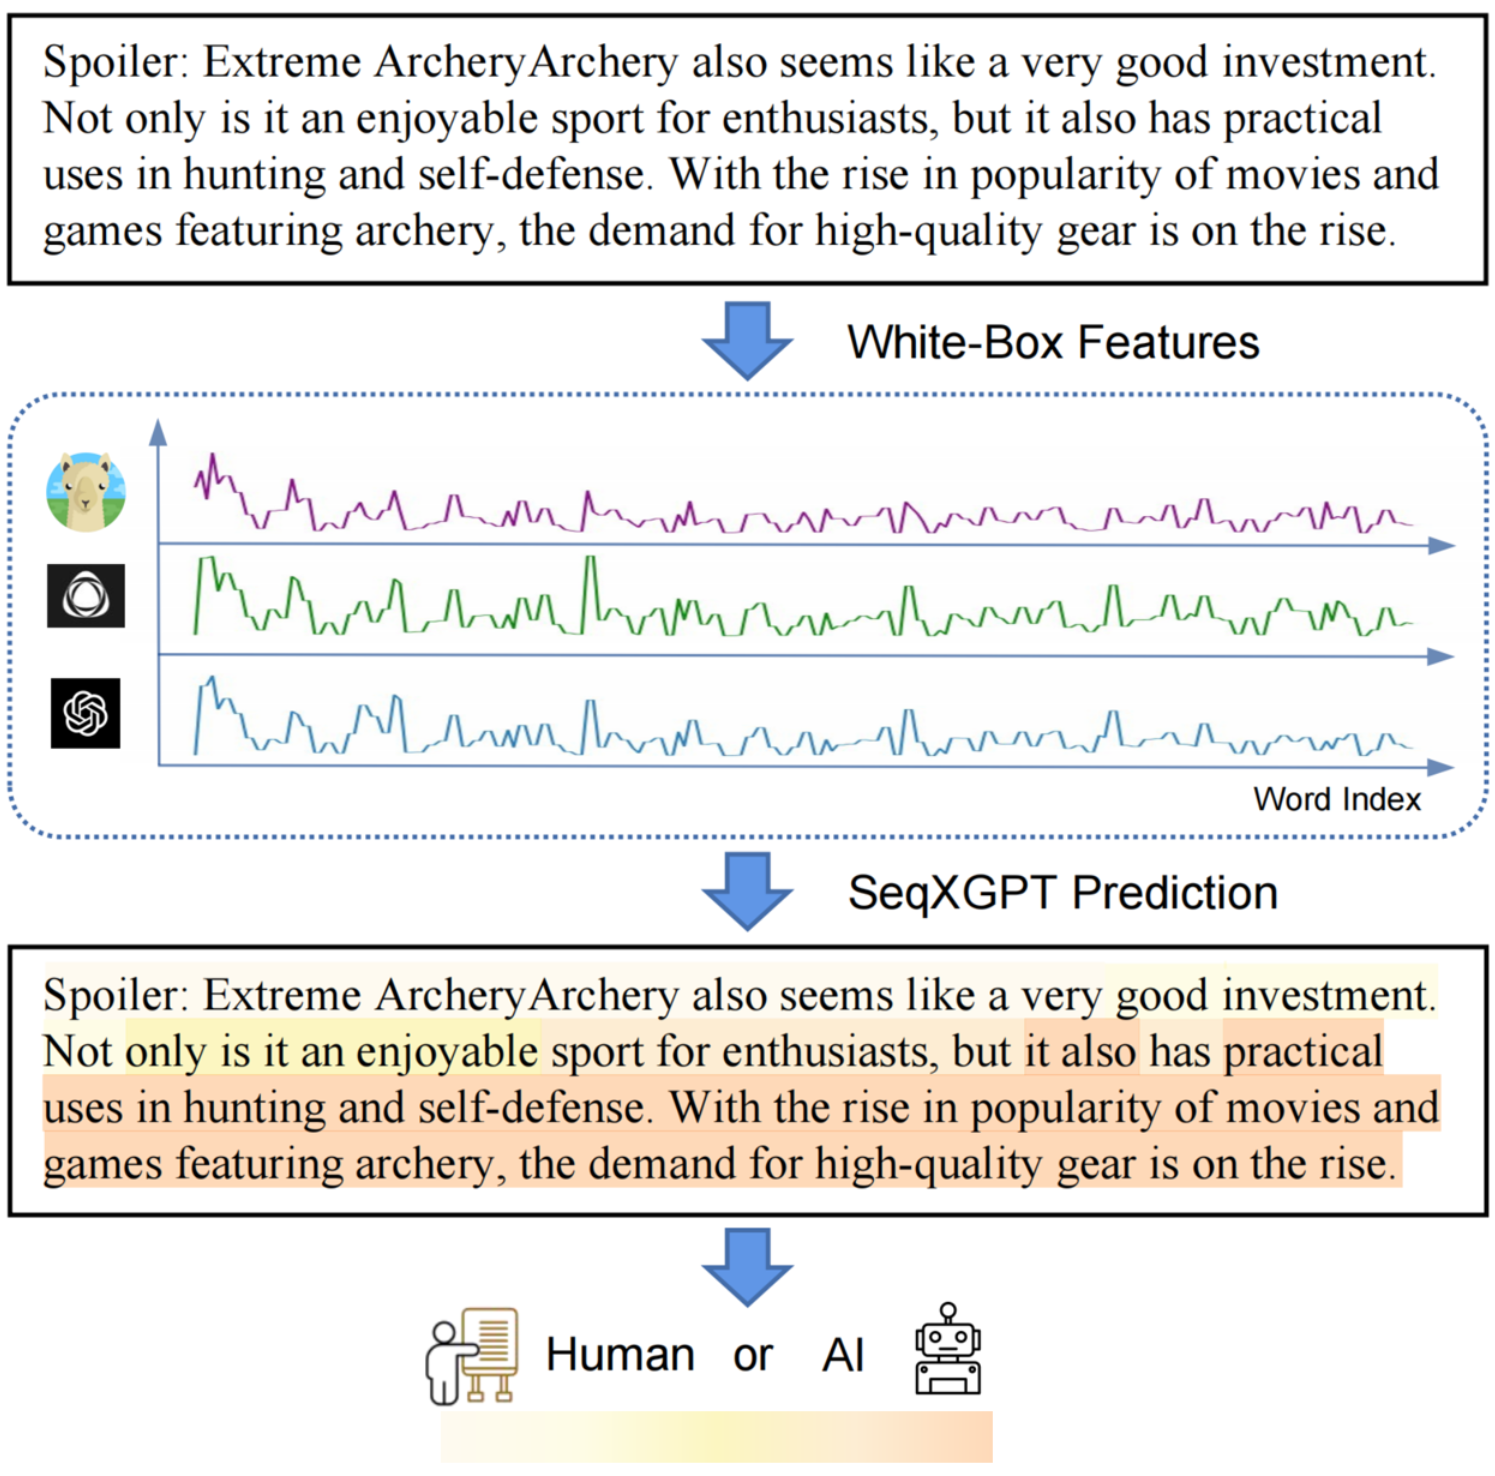 Spoiler: Extreme ArcheryArchery also seems like a very good investment.
Not only is it an enjoyable sport for enthusiasts, but it also has practical
uses in hunting and self-defense. With the rise in popularity of movies and
games featuring archery, the demand for high-quality gear is on the rise.
White-Box Features
Word Index
SeqXGPT Prediction
Spoiler: Extreme ArcheryArchery also seems like a very good investment.
Not only is it an enjoyable sport for enthusiasts, but it also has practical
uses in hunting and self-defense. With the rise in popularity of movies and
games featuring archery, the demand for high-quality gear is on the rise.
Human or AI